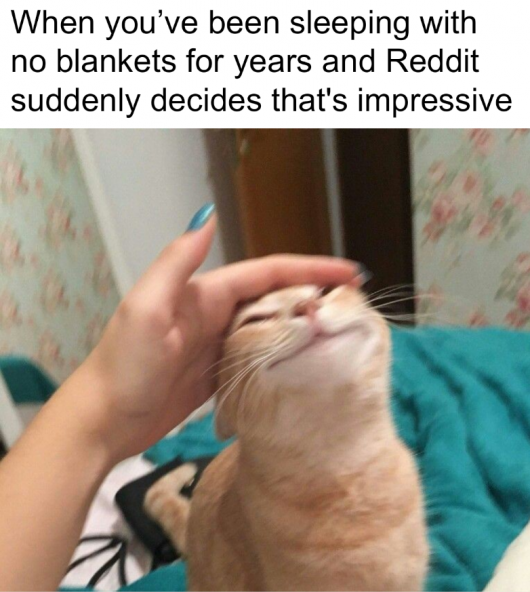 When you’ve been sleeping with
no blankets for years and Reddit
suddenly decides that's impressive